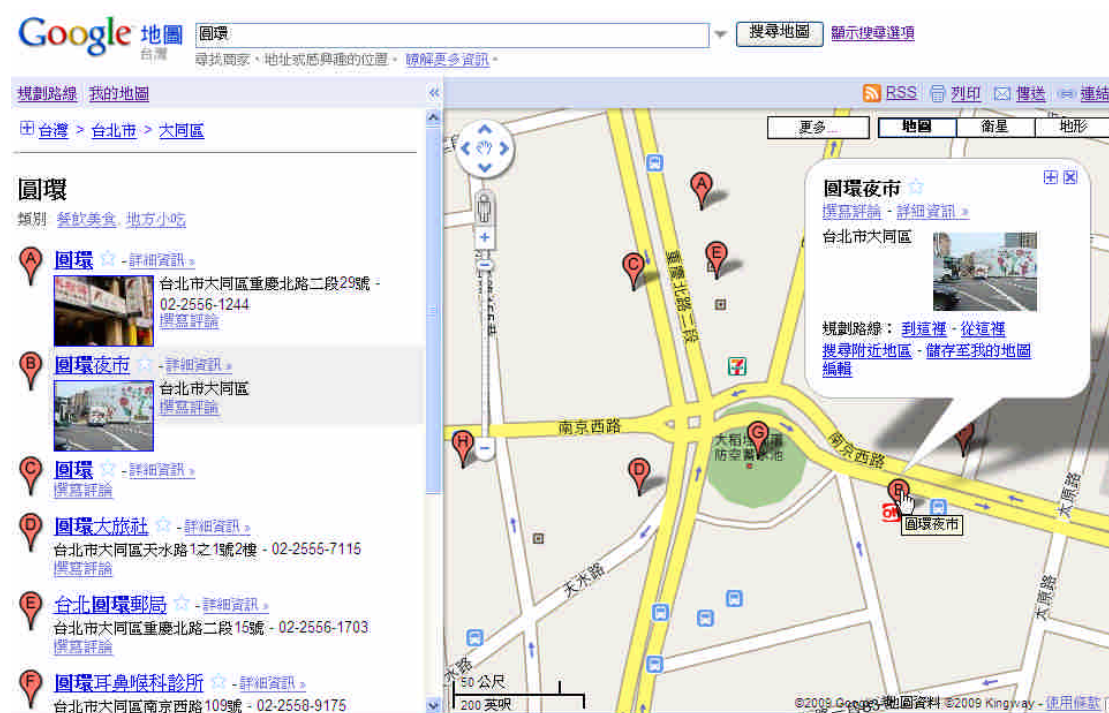 Google 地圖
台灣
圓環
搜尋地圖
顯示搜尋選項
尋找商家、地址或感興趣的位置。 瞭解更多資訊。
規劃路線 我的地圖
«
RSS 列印 傳送 連結
台灣 > 台北市 > 大同區
圓環
類別: 餐飲美食, 地方小吃
A 圓環 - 詳細資訊 »
台北市大同區重慶北路二段29號 -
02-2556-1244
撰寫評論
B 圓環夜市 - 詳細資訊 »
台北市大同區
撰寫評論
C 圓環 - 詳細資訊 »
撰寫評論
D 圓環大旅社 - 詳細資訊 »
台北市大同區天水路1之1號2樓 - 02-2555-7115
撰寫評論
E 台北圓環郵局 - 詳細資訊 »
台北市大同區重慶北路二段15號 - 02-2556-1703
撰寫評論
F 圓環耳鼻喉科診所 - 詳細資訊 »
台北市大同區南京西路109號 - 02-2558-9175
更多... 地圖 衛星 地形
圓環夜市
撰寫評論 - 詳細資訊 »
台北市大同區
規劃路線: 到這裡 - 從這裡
搜尋附近地區 - 儲存至我的地圖
編輯
A
E
C
重慶北路二段
7
南京西路
H
D
G
防空蓄水池
南京西路
B
圓環夜市
太原路
天水路
太原路
50 公尺
200 英呎
©2009 Google - 地圖資料 ©2009 Kingway - 使用條款